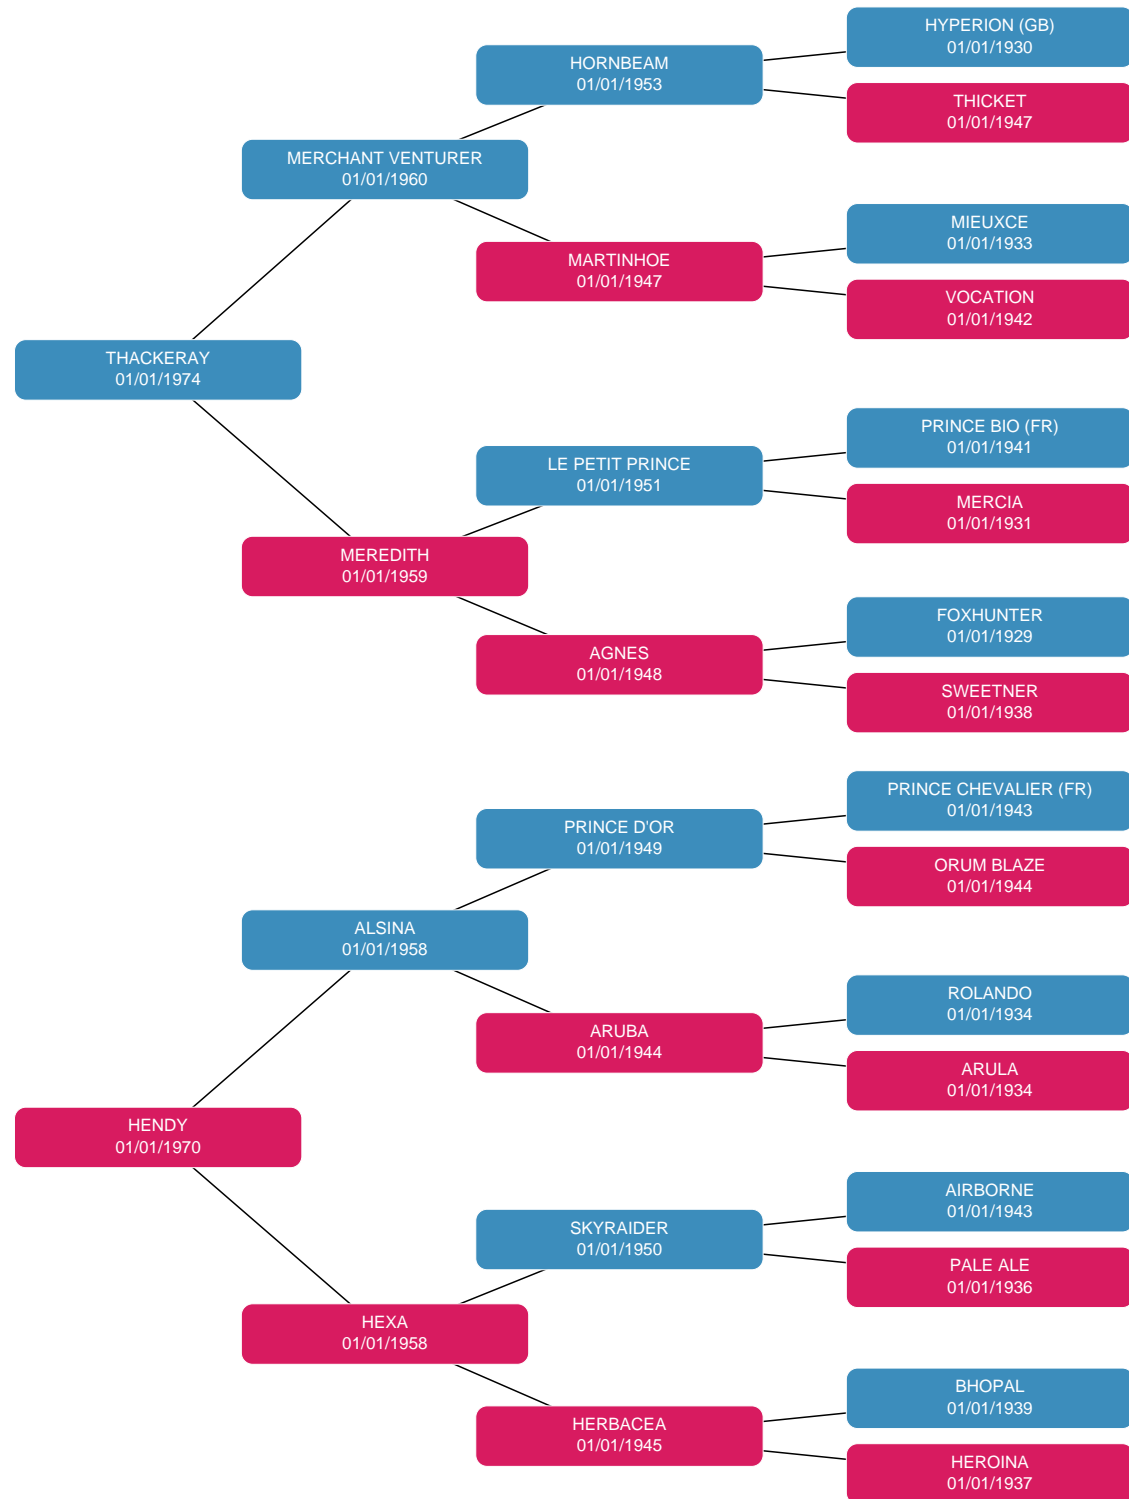 HYPERION (GB)
01/01/1930
HORNBEAM
01/01/1953
THICKET
01/01/1947
MERCHANT VENTURER
01/01/1960
MIEUXCE
01/01/1933
MARTINHOE
01/01/1947
VOCATION
01/01/1942
THACKERAY
01/01/1974
PRINCE BIO (FR)
01/01/1941
LE PETIT PRINCE
01/01/1951
MERCIA
01/01/1931
MEREDITH
01/01/1959
FOXHUNTER
01/01/1929
AGNES
01/01/1948
SWEETNER
01/01/1938
PRINCE CHEVALIER (FR)
01/01/1943
PRINCE D'OR
01/01/1949
ORUM BLAZE
01/01/1944
ALSINA
01/01/1958
ROLANDO
01/01/1934
ARUBA
01/01/1944
ARULA
01/01/1934
HENDY
01/01/1970
AIRBORNE
01/01/1943
SKYRAIDER
01/01/1950
PALE ALE
01/01/1936
HEXA
01/01/1958
BHOPAL
01/01/1939
HERBACEA
01/01/1945
HEROINA
01/01/1937